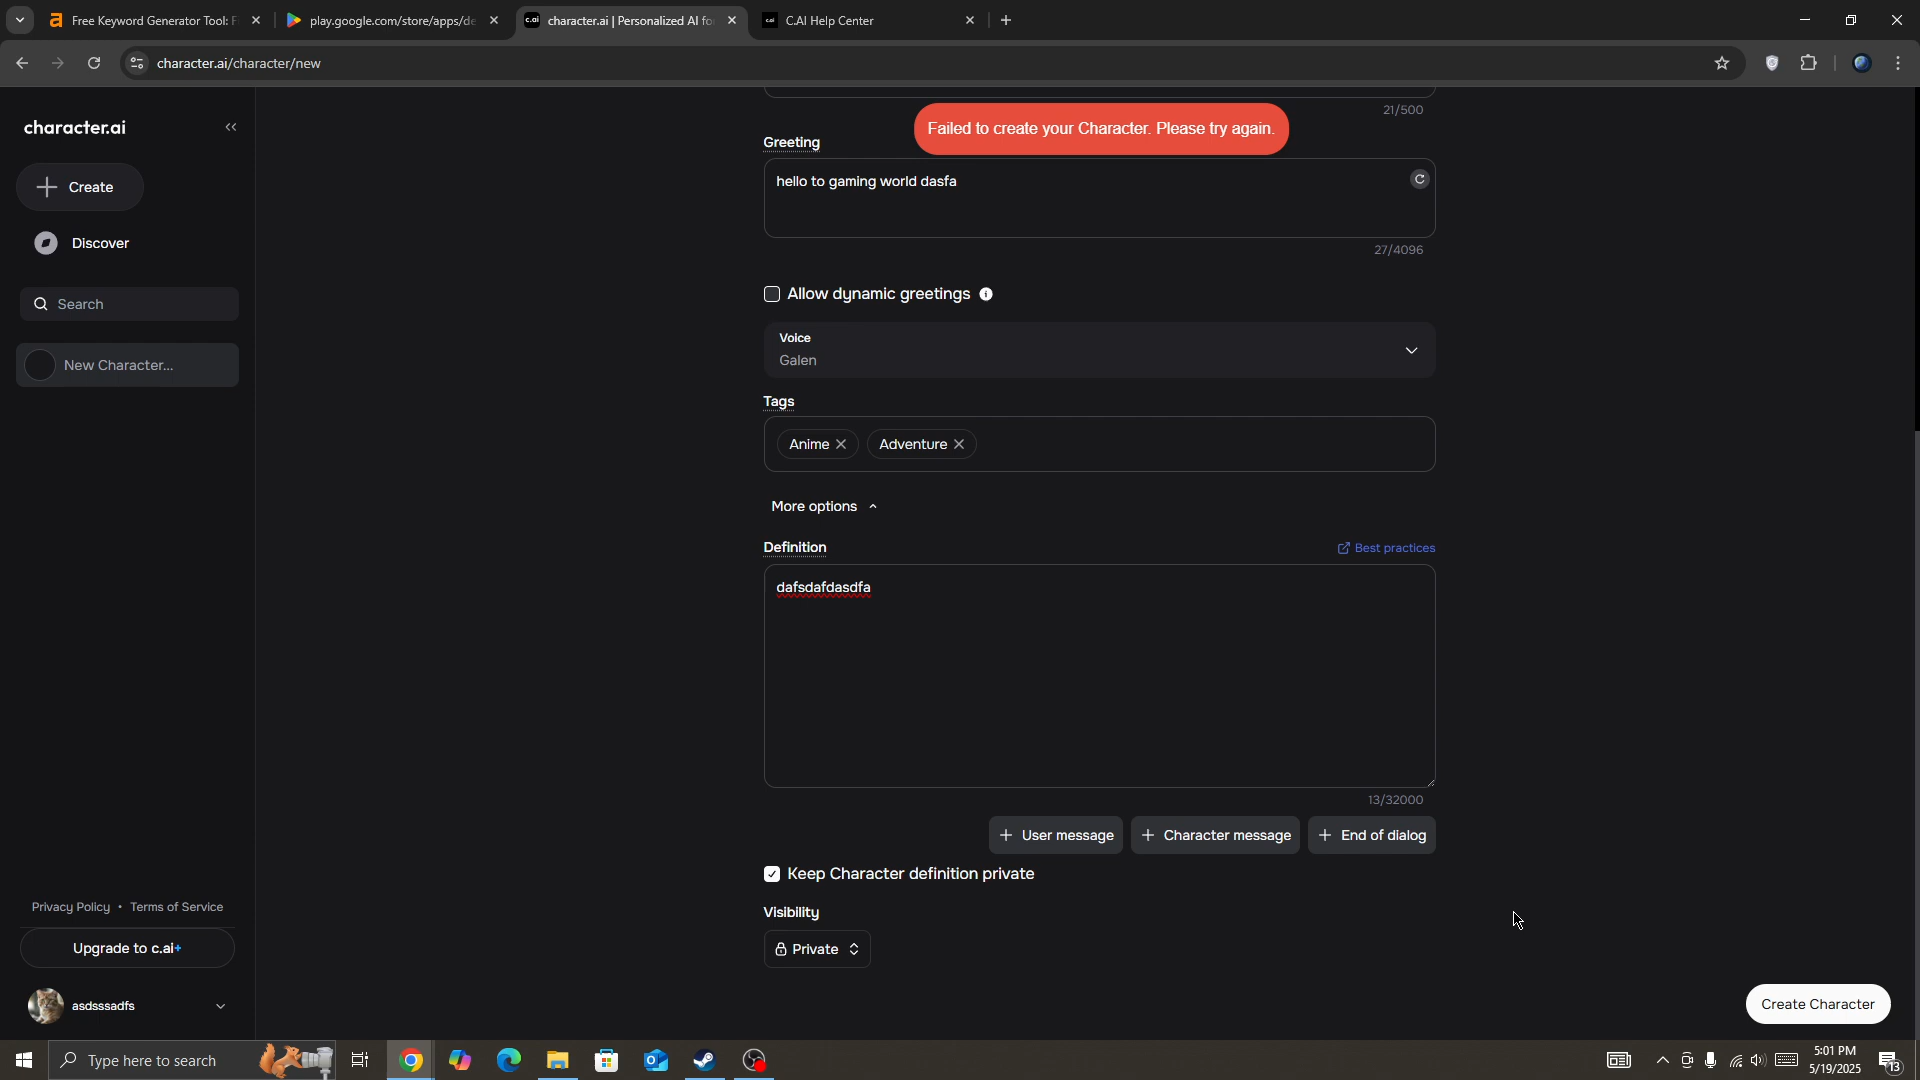 Free Keyword Generator Tool: F
play.google.com/store/apps/de
c.ai
character.ai | Personalized AI fo
C.AI Help Center
character.ai/character/new
character.ai
Create
Discover
Search
New Character...
21/500
Failed to create your Character. Please try again.
Greeting
hello to gaming world dasfa
27/4096
Allow dynamic greetings
Voice
Galen
Tags
Anime
Adventure
More options
Definition
Best practices
dafsdafdasdfa
13/32000
User message
Character message
End of dialog
Keep Character definition private
Visibility
Private
Privacy Policy • Terms of Service
Upgrade to c.ai+
asdsssadfs
Create Character
Type here to search
5:01 PM
5/19/2025
13